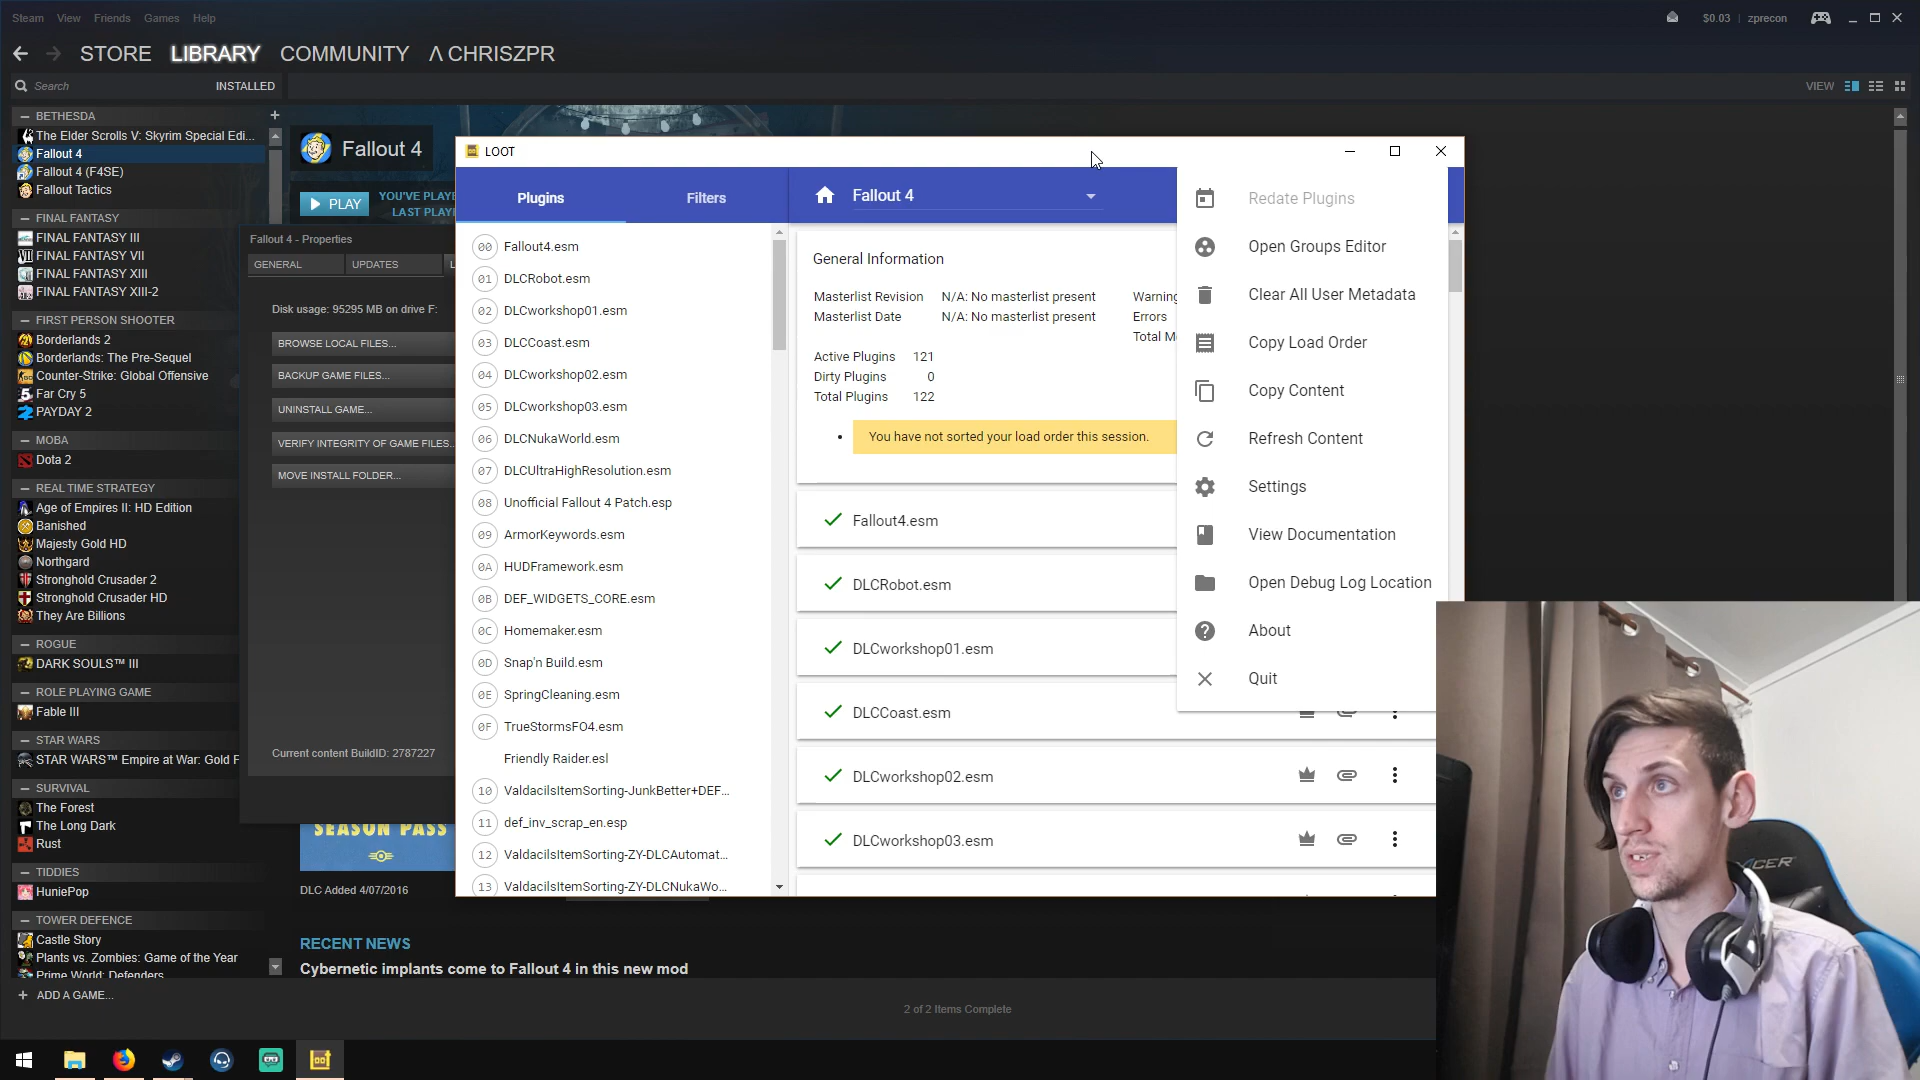 Steam View Friends Games Help
$0.03 | zprecon
STORE LIBRARY COMMUNITY Λ CHRISZPR
Search INSTALLED
VIEW
BETHESDA
The Elder Scrolls V: Skyrim Special Edi...
Fallout 4
Fallout 4 (F4SE)
Fallout Tactics
FINAL FANTASY
FINAL FANTASY III
FINAL FANTASY VII
FINAL FANTASY XIII
FINAL FANTASY XIII-2
FIRST PERSON SHOOTER
Borderlands 2
Borderlands: The Pre-Sequel
Counter-Strike: Global Offensive
Far Cry 5
PAYDAY 2
MOBA
Dota 2
REAL TIME STRATEGY
Age of Empires II: HD Edition
Banished
Majesty Gold HD
Northgard
Stronghold Crusader 2
Stronghold Crusader HD
They Are Billions
ROGUE
DARK SOULS™ III
ROLE PLAYING GAME
Fable III
STAR WARS
STAR WARS™ Empire at War: Gold F
SURVIVAL
The Forest
The Long Dark
Rust
TIDDIES
HuniePop
TOWER DEFENCE
Castle Story
Plants vs. Zombies: Game of the Year
Prime World: Defenders
+ ADD A GAME...
Fallout 4
PLAY
YOU'VE PLAYE
LAST PLAY
Fallout 4 - Properties
GENERAL UPDATES L
Disk usage: 95295 MB on drive F:
BROWSE LOCAL FILES...
BACKUP GAME FILES...
UNINSTALL GAME...
VERIFY INTEGRITY OF GAME FILES...
MOVE INSTALL FOLDER...
Current content BuildID: 2787227
SEASON PASS
DLC Added 4/07/2016
RECENT NEWS
Cybernetic implants come to Fallout 4 in this new mod
2 of 2 Items Complete
LOOT
Plugins Filters
Fallout 4
00 Fallout4.esm
01 DLCRobot.esm
02 DLCworkshop01.esm
03 DLCCoast.esm
04 DLCworkshop02.esm
05 DLCworkshop03.esm
06 DLCNukaWorld.esm
07 DLCUltraHighResolution.esm
08 Unofficial Fallout 4 Patch.esp
09 ArmorKeywords.esm
0A HUDFramework.esm
0B DEF_WIDGETS_CORE.esm
0C Homemaker.esm
0D Snap'n Build.esm
0E SpringCleaning.esm
0F TrueStormsFO4.esm
Friendly Raider.esl
10 ValdacilsItemSorting-JunkBetter+DEF...
11 def_inv_scrap_en.esp
12 ValdacilsItemSorting-ZY-DLCAutomat...
13 ValdacilsItemSorting-ZY-DLCNukaWo...
General Information
Masterlist Revision N/A: No masterlist present Warning
Masterlist Date N/A: No masterlist present Errors
Total M
Active Plugins 121
Dirty Plugins 0
Total Plugins 122
• You have not sorted your load order this session.
Fallout4.esm
DLCRobot.esm
DLCworkshop01.esm
DLCCoast.esm
DLCworkshop02.esm
DLCworkshop03.esm
Redate Plugins
Open Groups Editor
Clear All User Metadata
Copy Load Order
Copy Content
Refresh Content
Settings
View Documentation
Open Debug Log Location
About
Quit